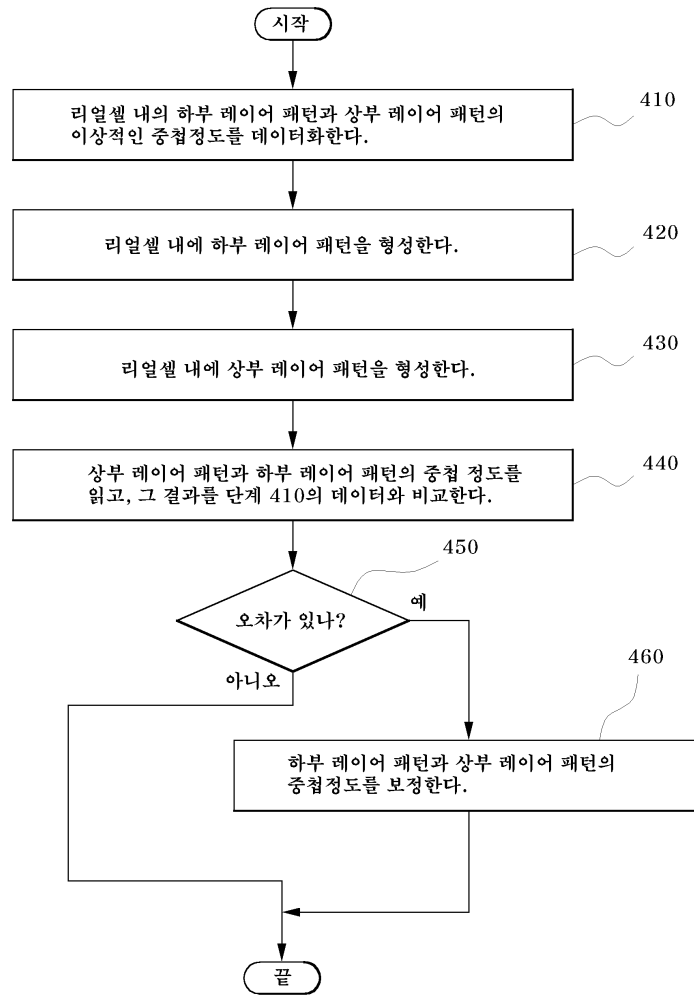 시작
리얼셀 내의 하부 레이어 패턴과 상부 레이어 패턴의
이상적인 중첩정도를 데이터화한다.
410
리얼셀 내에 하부 레이어 패턴을 형성한다.
420
리얼셀 내에 상부 레이어 패턴을 형성한다.
430
상부 레이어 패턴과 하부 레이어 패턴의 중첩 정도를
읽고, 그 결과를 단계 410의 데이터와 비교한다.
440
450
오차가 있나?
예
아니오
460
하부 레이어 패턴과 상부 레이어 패턴의
중첩정도를 보정한다.
끝